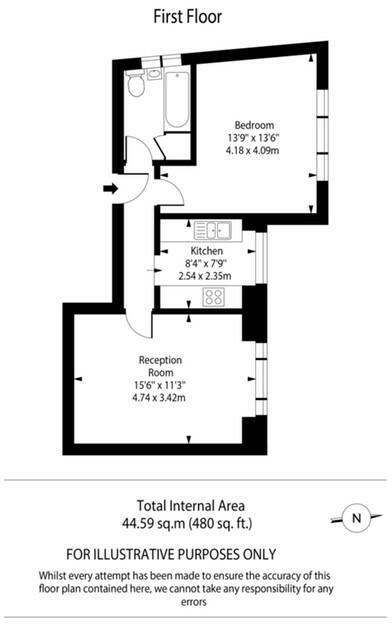 First Floor
Bedroom
13'9" x 13'6"
4.18 x 4.09m
Kitchen
8'4" x 7'9"
2.54 x 2.35m
Reception
Room
15'6" x 11'3"
4.74 x 3.42m
Total Internal Area
44.59 sq.m (480 sq. ft.)
N
FOR ILLUSTRATIVE PURPOSES ONLY
Whilst every attempt has been made to ensure the accuracy of this
floor plan contained here, we cannot take any responsibility for any
errors